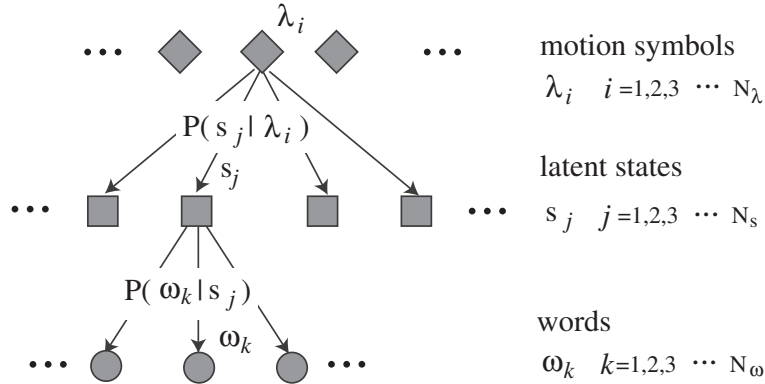 λi
motion symbols
λi i =1,2,3 ··· Nλ
P( sj | λi )
sj
latent states
sj j =1,2,3 ··· Ns
P( ωk | sj )
ωk
words
ωk k =1,2,3 ··· Nω